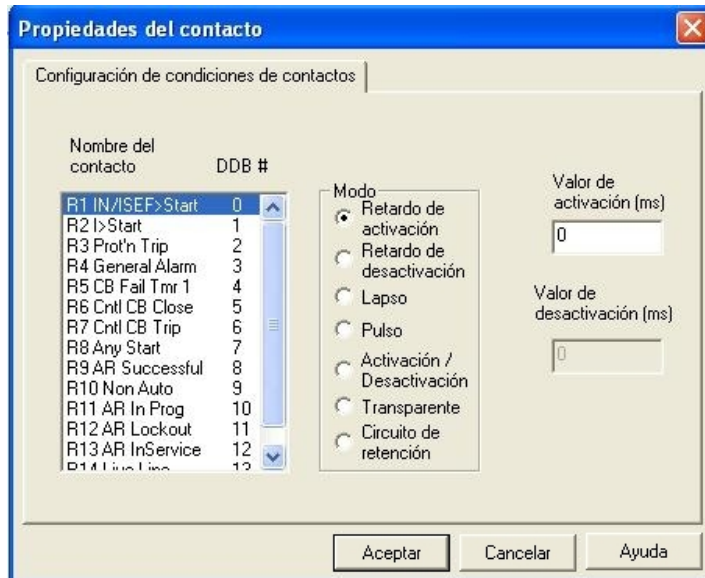 Propiedades del contacto
Configuración de condiciones de contactos
Nombre del
contacto DDB #
R1 IN/ISEF>Start 0
R2 I>Start 1
R3 Prot'n Trip 2
R4 General Alarm 3
R5 CB Fail Tmr 1 4
R6 Cntl CB Close 5
R7 Cntl CB Trip 6
R8 Any Start 7
R9 AR Successful 8
R10 Non Auto 9
R11 AR In Prog 10
R12 AR Lockout 11
R13 AR InService 12
R14 Live Line 13
Modo
Retardo de
activación
Retardo de
desactivación
Lapso
Pulso
Activación /
Desactivación
Transparente
Circuito de
retención
Valor de
activación (ms)
0
Valor de
desactivación (ms)
0
Aceptar Cancelar Ayuda